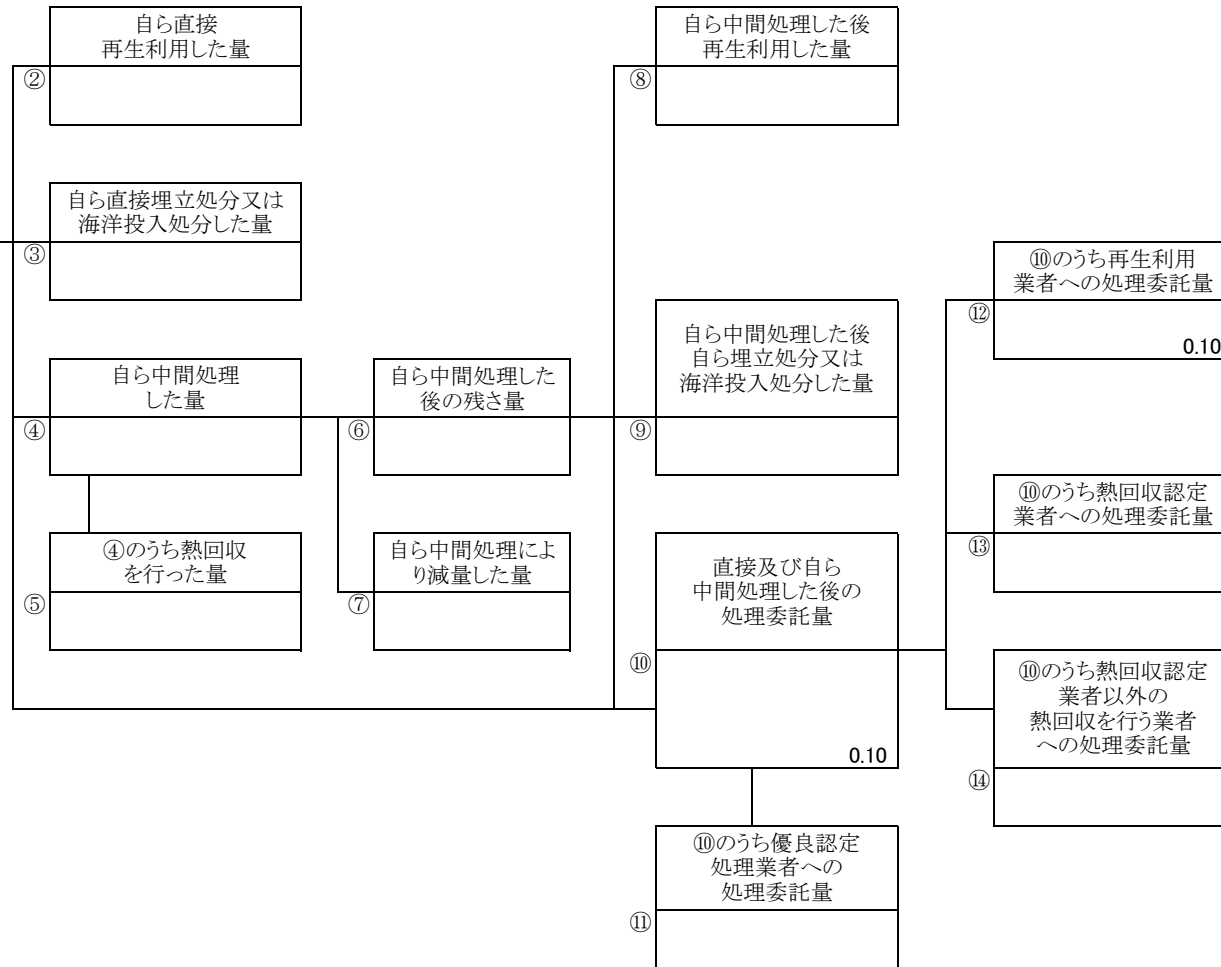 自ら直接
再生利用した量
②
自ら中間処理した後
再生利用した量
⑧
自ら直接埋立処分又は
海洋投入処分した量
③
⑩のうち再生利用
業者への処理委託量
⑫
0.10
自ら中間処理した後
自ら埋立処分又は
海洋投入処分した量
⑨
自ら中間処理
した量
④
自ら中間処理した
後の残さ量
⑥
⑩のうち熱回収認定
業者への処理委託量
⑬
④のうち熱回収
を行った量
⑤
自ら中間処理によ
り減量した量
⑦
直接及び自ら
中間処理した後の
処理委託量
⑩
0.10
⑩のうち熱回収認定
業者以外の
熱回収を行う業者
への処理委託量
⑭
⑩のうち優良認定
処理業者への
処理委託量
⑪